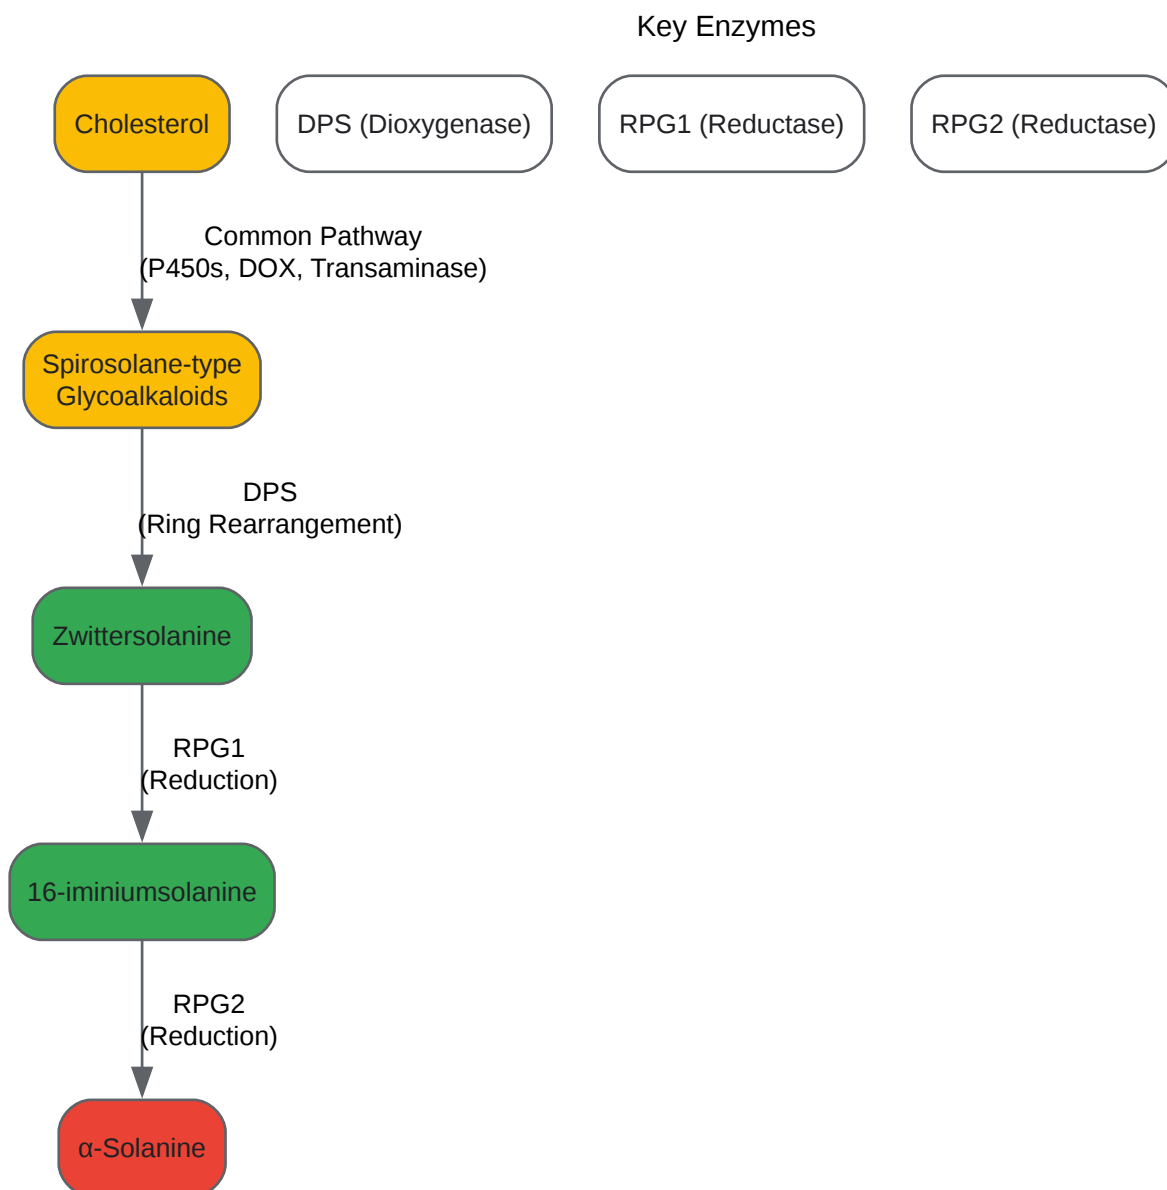 Key Enzymes
Cholesterol
DPS (Dioxygenase)
RPG1 (Reductase)
RPG2 (Reductase)
Common Pathway
(P450s, DOX, Transaminase)
Spirosolane-type
Glycoalkaloids
DPS
(Ring Rearrangement)
Zwittersolanine
RPG1
(Reduction)
16-iminiumsolanine
RPG2
(Reduction)
α-Solanine